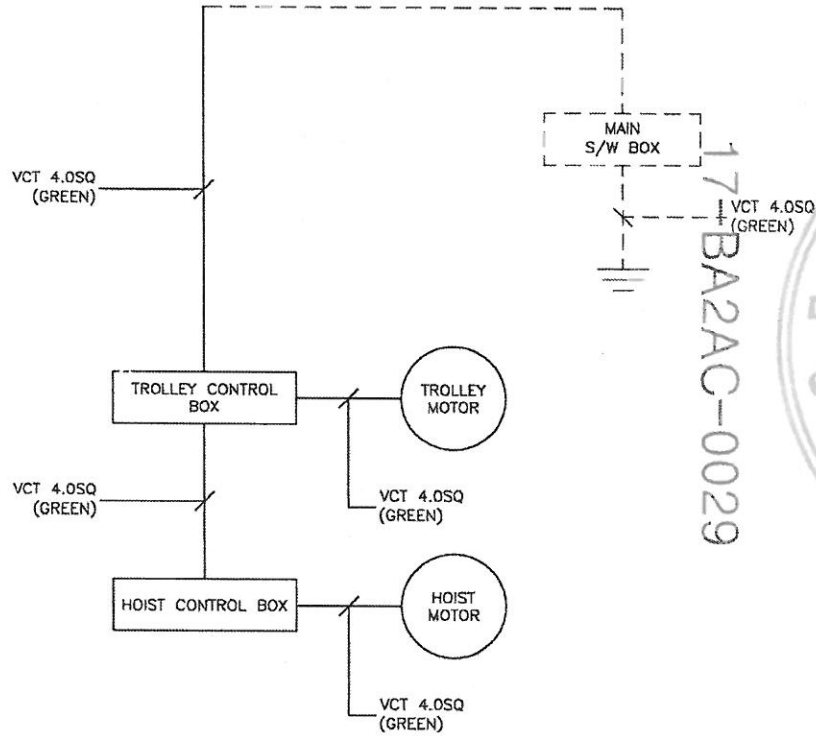 MAIN
S/W BOX
VCT 4.0SQ
(GREEN)
VCT 4.0SQ
(GREEN)
17-BA2AC-0029
TROLLEY CONTROL
BOX
TROLLEY
MOTOR
VCT 4.0SQ
(GREEN)
VCT 4.0SQ
(GREEN)
HOIST CONTROL BOX
HOIST
MOTOR
VCT 4.0SQ
(GREEN)